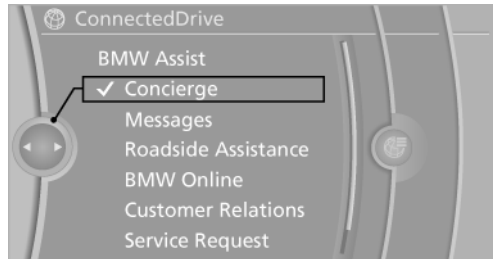 ConnectedDrive
BMW Assist
✓ Concierge
Messages
Roadside Assistance
BMW Online
Customer Relations
Service Request